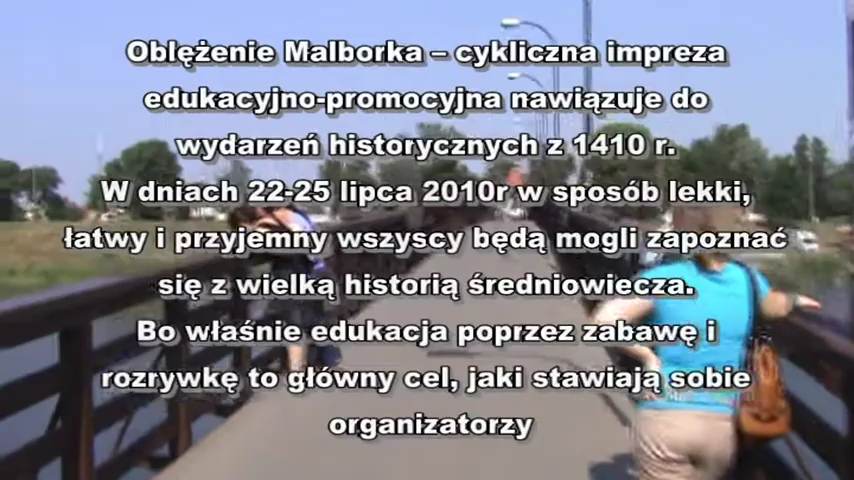 Oblężenie Malborka – cykliczna impreza
edukacyjno-promocyjna nawiązuje do
wydarzeń historycznych z 1410 r.
W dniach 22-25 lipca 2010r w sposób lekki,
łatwy i przyjemny wszyscy będą mogli zapoznać
się z wielką historią średniowiecza.
Bo właśnie edukacja poprzez zabawę i
rozrywkę to główny cel, jaki stawiają sobie
organizatorzy